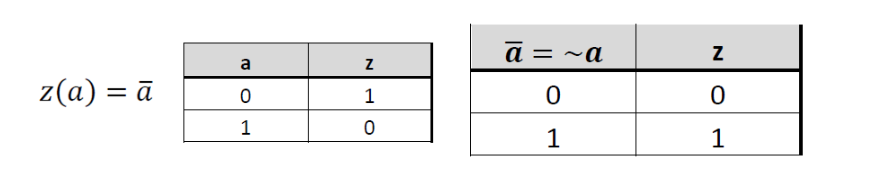 z(a) = a̅
a z
0 1
1 0
a̅ = ~a z
0 0
1 1